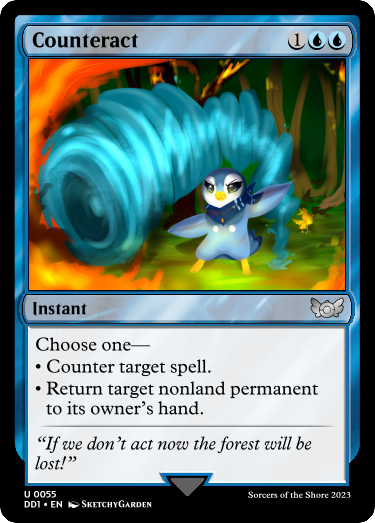 Counteract 1
Instant
Choose one—
• Counter target spell.
• Return target nonland permanent
to its owner's hand.
“If we don't act now the forest will be
lost!”
U 0055
DD1 • EN SketchyGarden
Sorcers of the Shore 2023